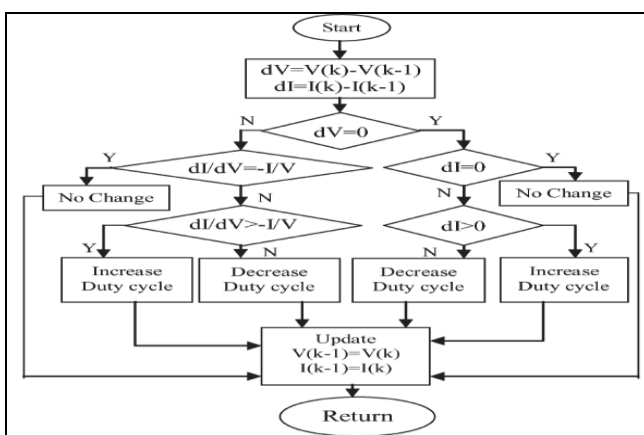 Start
dV=V(k)-V(k-1)
dI=I(k)-I(k-1)
N
Y
dV=0
Y
dI/dV=-I/V
dI=0
Y
No Change
N
N
No Change
dI/dV>-I/V
dI>0
Y
N
N
Y
Increase
Duty cycle
Decrease
Duty cycle
Decrease
Duty cycle
Increase
Duty cycle
Update
V(k-1)=V(k)
I(k-1)=I(k)
Return